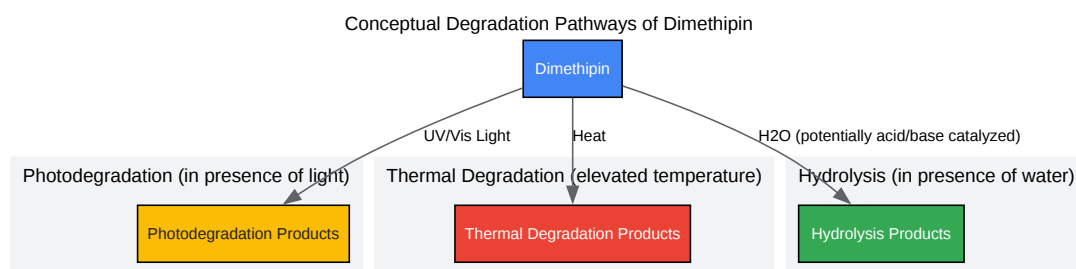 Conceptual Degradation Pathways of Dimethipin
Dimethipin
UV/Vis Light
Heat
H2O (potentially acid/base catalyzed)
Photodegradation (in presence of light)
Thermal Degradation (elevated temperature)
Hydrolysis (in presence of water)
Photodegradation Products
Thermal Degradation Products
Hydrolysis Products